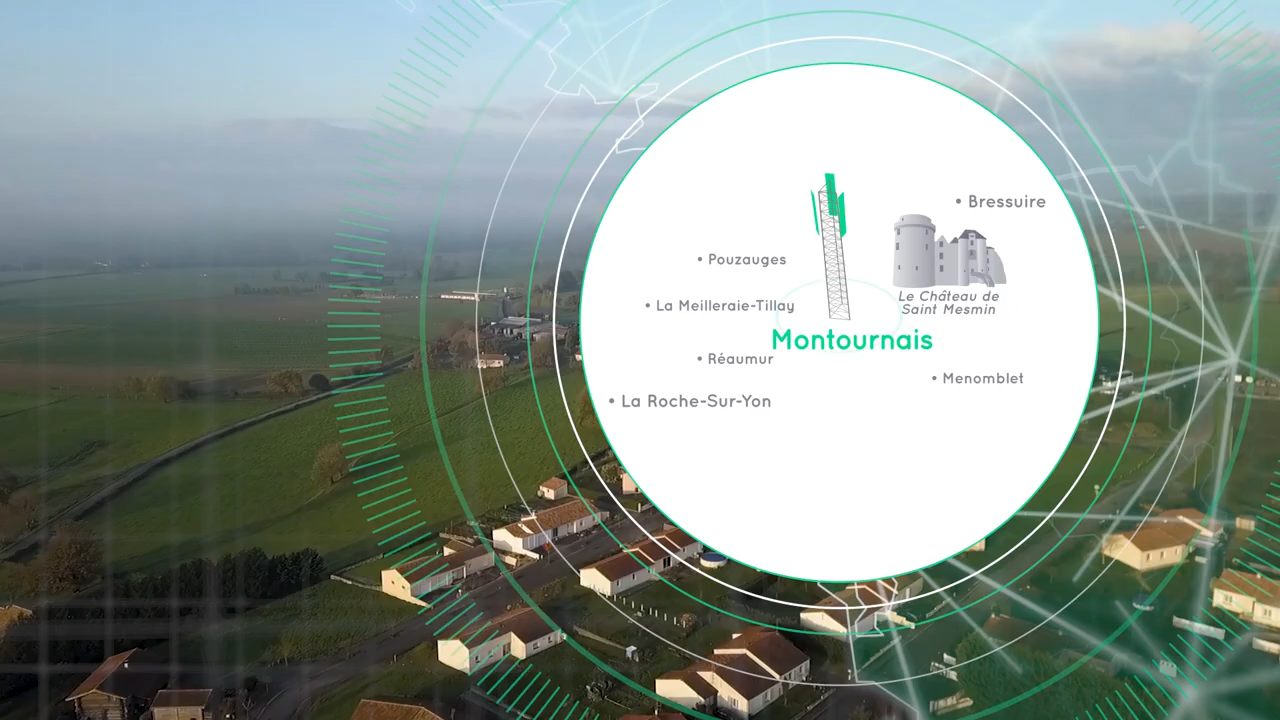 • Bressuire
• Pouzauges
Le Château de
Saint Mesmin
• La Meilleraie-Tillay
Montournais
• Réaumur
• Menomblet
• La Roche-Sur-Yon